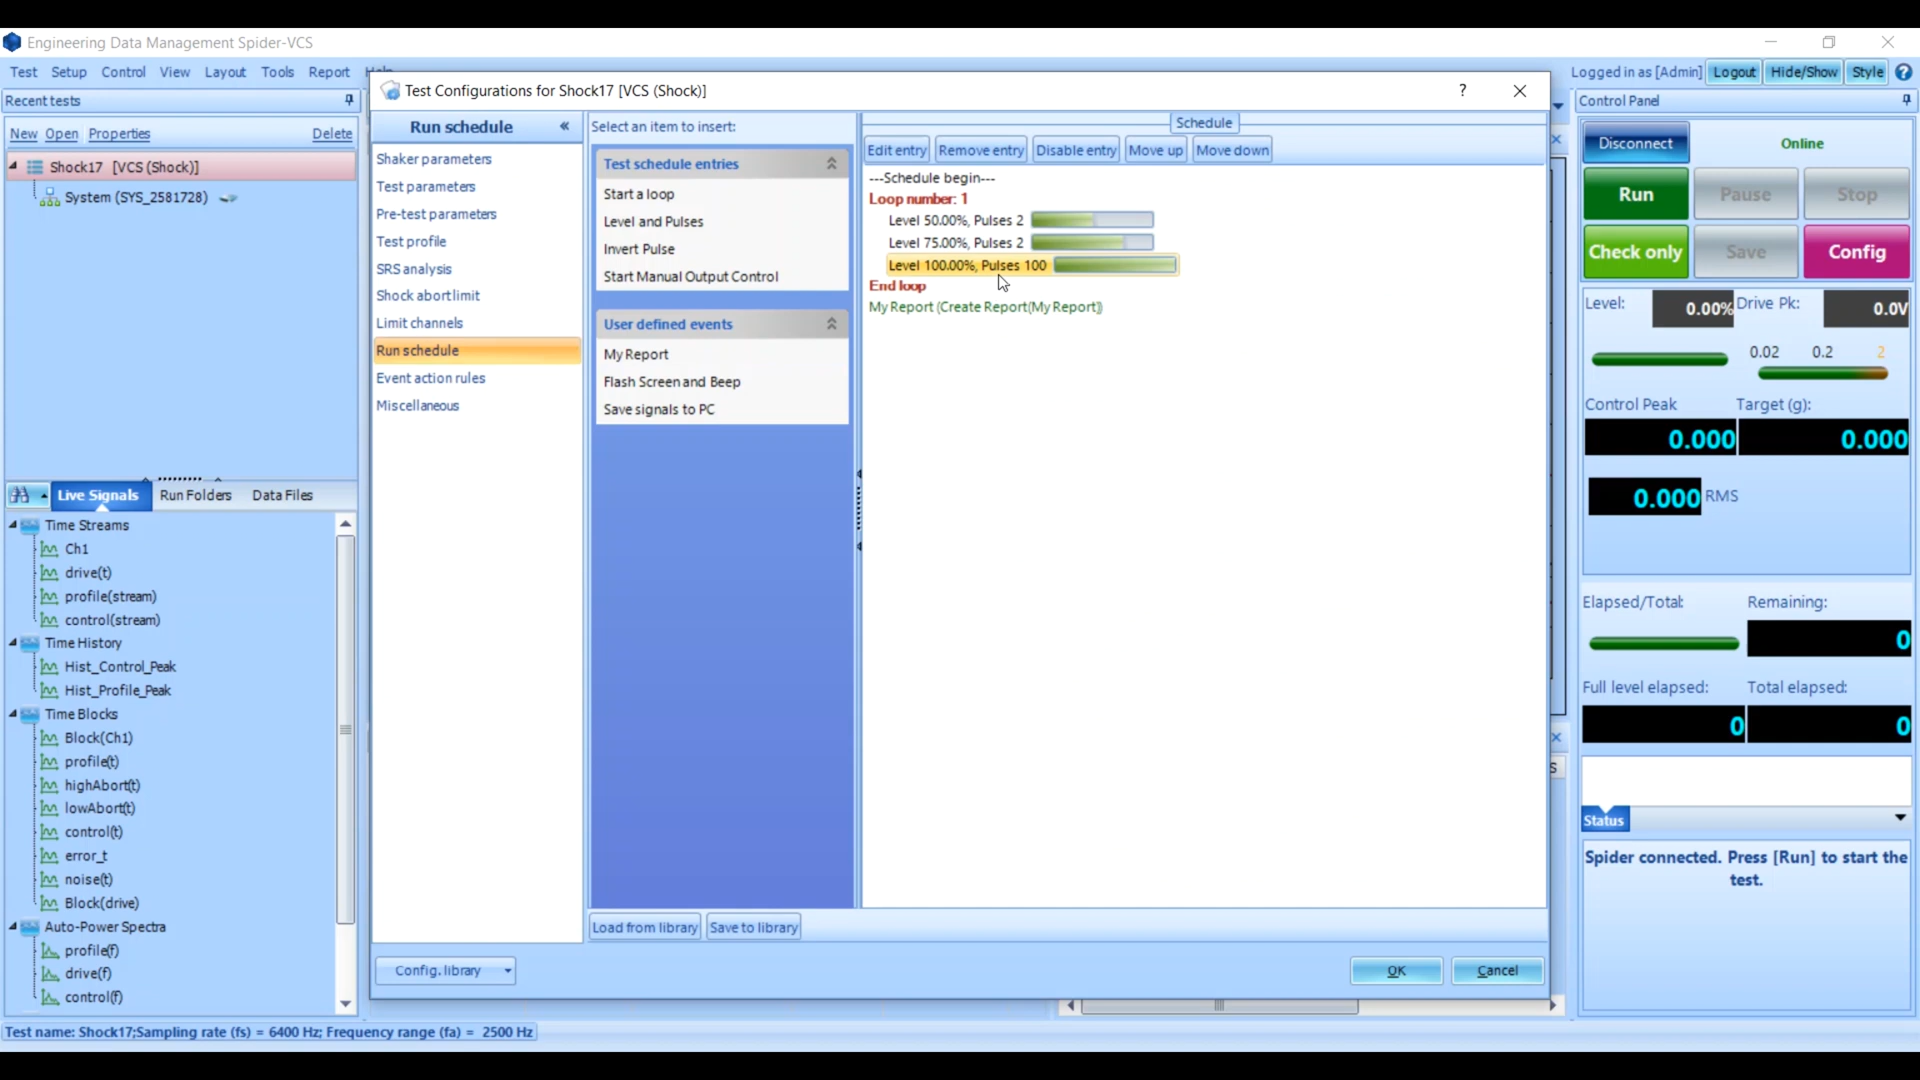 Engineering Data Management Spider-VCS
Test Setup Control View Layout Tools Report
Logged in as [Admin] Logout Hide/Show Style
Recent tests
New Open Properties Delete
Shock17 [VCS (Shock)]
System (SYS_2581728)
Live Signals Run Folders Data Files
Time Streams
Ch1
drive(t)
profile(stream)
control(stream)
Time History
Hist_Control_Peak
Hist_Profile_Peak
Time Blocks
Block(Ch1)
profile(t)
highAbort(t)
lowAbort(t)
control(t)
error_t
noise(t)
Block(drive)
Auto-Power Spectra
profile(f)
drive(f)
control(f)
Test name: Shock17;Sampling rate (fs) = 6400 Hz; Frequency range (fa) = 2500 Hz
Test Configurations for Shock17 [VCS (Shock)]
?
Run schedule «
Shaker parameters
Test parameters
Pre-test parameters
Test profile
SRS analysis
Shock abort limit
Limit channels
Run schedule
Event action rules
Miscellaneous
Select an item to insert:
Test schedule entries
Start a loop
Level and Pulses
Invert Pulse
Start Manual Output Control
User defined events
My Report
Flash Screen and Beep
Save signals to PC
Schedule
Edit entry Remove entry Disable entry Move up Move down
---Schedule begin---
Loop number: 1
Level 50.00%, Pulses 2
Level 75.00%, Pulses 2
Level 100.00%, Pulses 100
End loop
My Report (Create Report(My Report))
Load from library Save to library
Config. library
OK Cancel
Control Panel
Disconnect Online
Run Pause Stop
Check only Save Config
Level: 0.00% Drive Pk: 0.0V
0.02 0.2 2
Control Peak Target (g):
0.000 0.000
0.000 RMS
Elapsed/Total: Remaining:
0
Full level elapsed: Total elapsed:
0 0
Status
Spider connected. Press [Run] to start the
test.